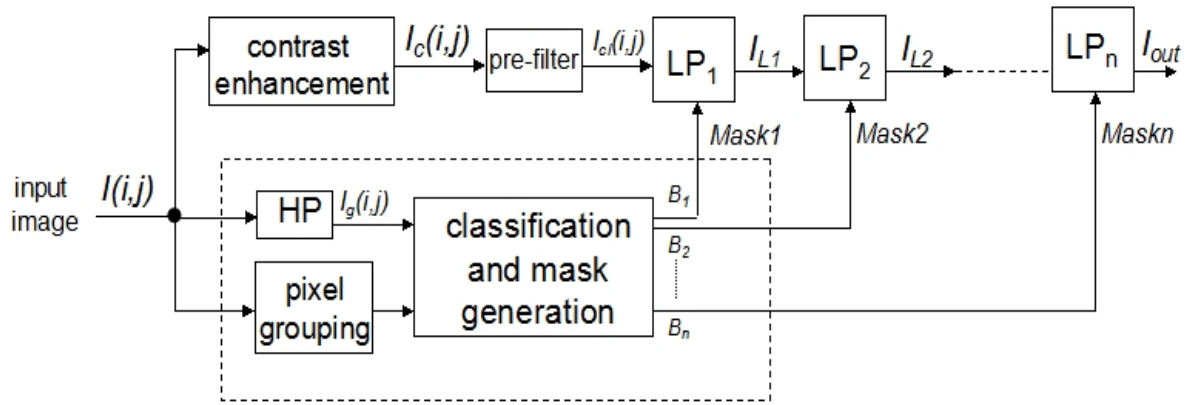 contrast
enhancement
I_c(i,j)
pre-filter
I_cl(i,j)
LP_1
I_L1
LP_2
I_L2
LP_n
I_out
Mask1
Mask2
Maskn
input
image
I(i,j)
HP
I_g(i,j)
classification
and mask
generation
B_1
B_2
B_n
pixel
grouping